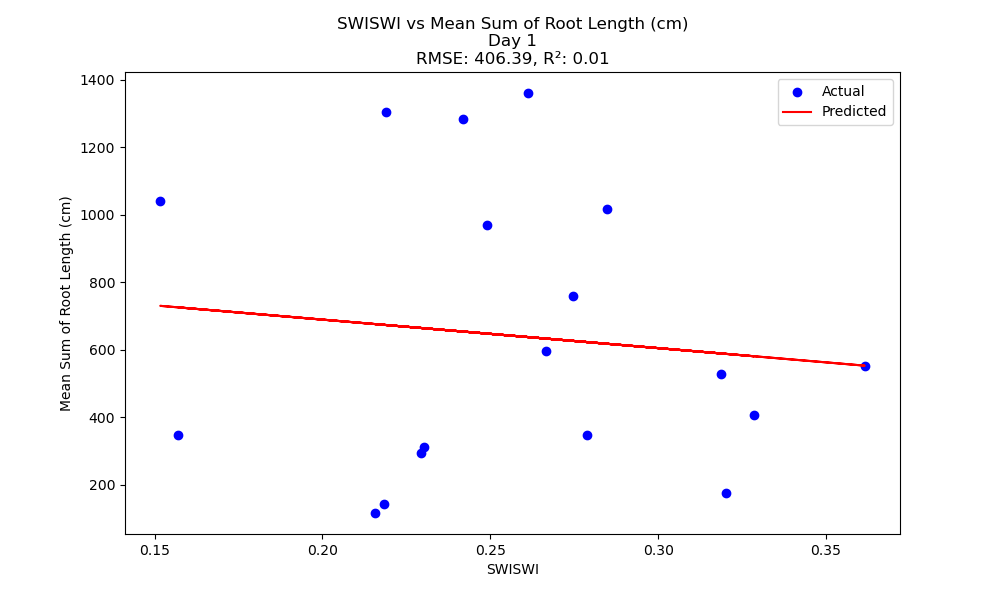 SWISWI vs Mean Sum of Root Length (cm)
Day 1
RMSE: 406.39, R²: 0.01
Actual
Predicted
Mean Sum of Root Length (cm)
1400
1200
1000
800
600
400
200
0.15
0.20
0.25
0.30
0.35
SWISWI